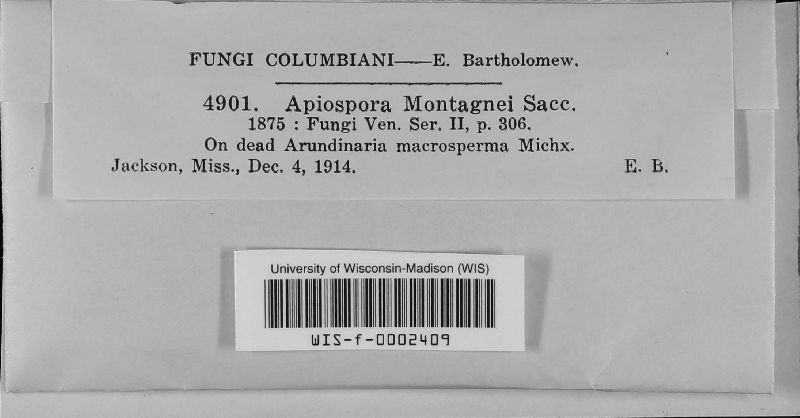 FUNGI COLUMBIANI—E. Bartholomew.
4901. Apiospora Montagnei Sacc.
1875 : Fungi Ven. Ser. II, p. 306.
On dead Arundinaria macrosperma Michx.
Jackson, Miss., Dec. 4, 1914. E. B.
University of Wisconsin-Madison (WIS)
WIS-f-0002409